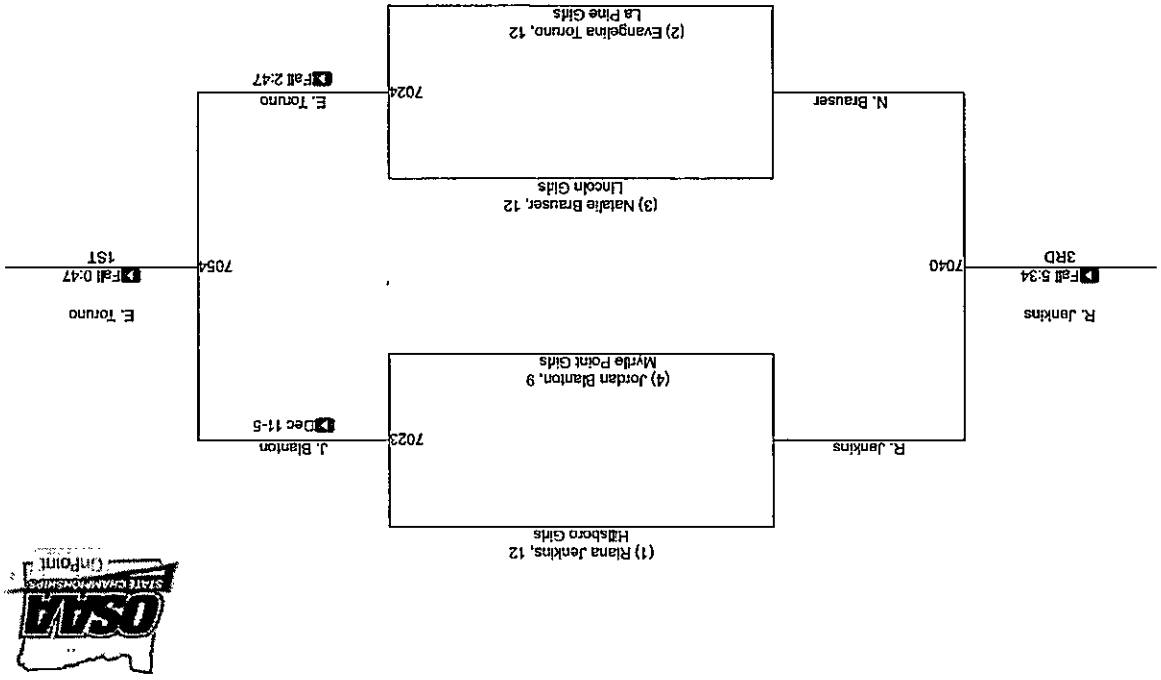 OSAA
STATE CHAMPIONSHIPS
OnPoint
(1) Riana Jenkins, 12
Hillsboro Girls
R. Jenkins
7023
J. Blanton
Dec 11-5
(4) Jordan Blanton, 9
Myrtle Point Girls
R. Jenkins
Fall 5:34
3RD
7040
7054
E. Toruno
Fall 0:47
1ST
(3) Natalie Brauser, 12
Lincoln Girls
N. Brauser
7024
E. Toruno
Fall 2:47
(2) Evangelina Toruno, 12
La Pine Girls